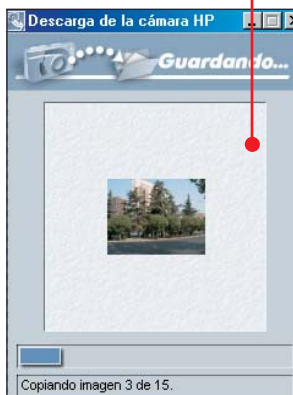 Descarga de la cámara HP
Guardando...
Copiando imagen 3 de 15.